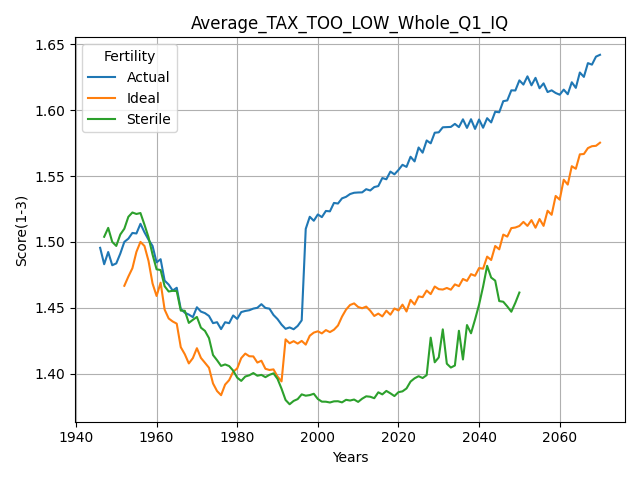 Average_TAX_TOO_LOW_Whole_Q1_IQ
Fertility
Actual
Ideal
Sterile
Score(1-3)
1.65
1.60
1.55
1.50
1.45
1.40
1940
1960
1980
2000
2020
2040
2060
Years